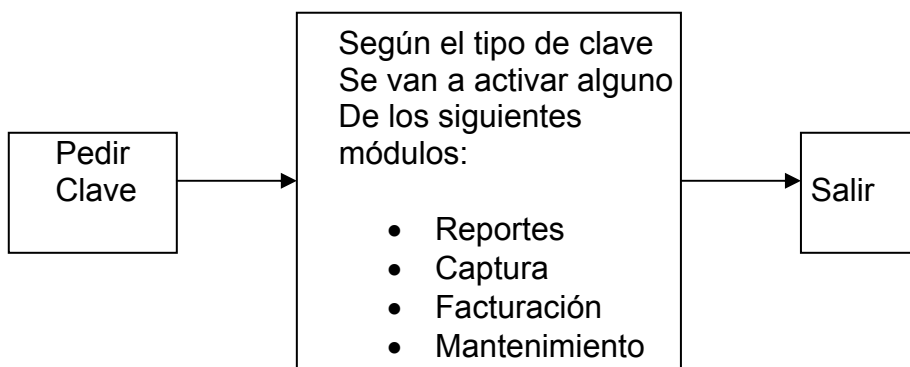 Pedir
Clave
Según el tipo de clave
Se van a activar alguno
De los siguientes
módulos:
• Reportes
• Captura
• Facturación
• Mantenimiento
Salir